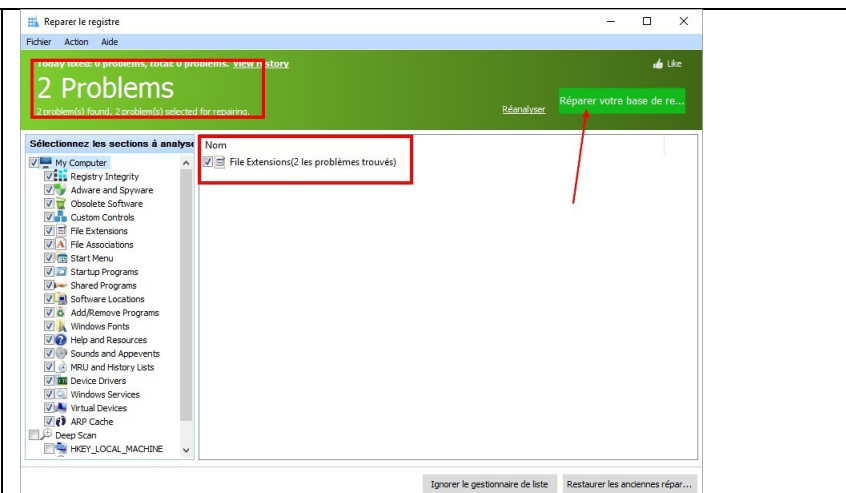 Reparer le registre
Fichier Action Aide
Today fixed: 0 problems, total: 0 problems. View history
Like
2 Problems
2 problem(s) found, 2 problem(s) selected for repairing.
Réanalyser
Réparer votre base de re...
Sélectionnez les sections à analyse
Nom
My Computer
File Extensions(2 les problèmes trouvés)
Registry Integrity
Adware and Spyware
Obsolete Software
Custom Controls
File Extensions
File Associations
Start Menu
Startup Programs
Shared Programs
Software Locations
Add/Remove Programs
Windows Fonts
Help and Resources
Sounds and Appevents
MRU and History Lists
Device Drivers
Windows Services
Virtual Devices
ARP Cache
Deep Scan
HKEY_LOCAL_MACHINE
Ignorer le gestionnaire de liste
Restaurer les anciennes répar...